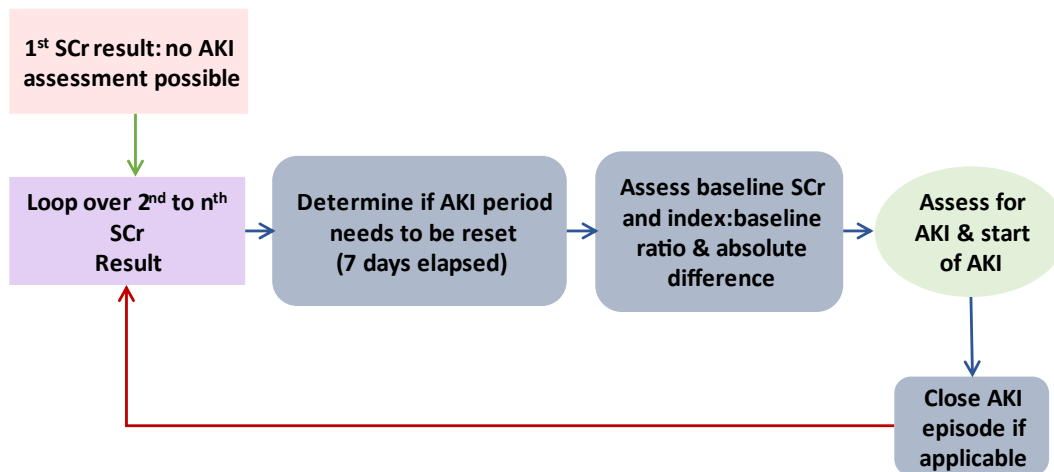 1st SCr result: no AKI
assessment possible
Loop over 2nd to nth
SCr
Result
Determine if AKI period
needs to be reset
(7 days elapsed)
Assess baseline SCr
and index:baseline
ratio & absolute
difference
Assess for
AKI & start
of AKI
Close AKI
episode if
applicable